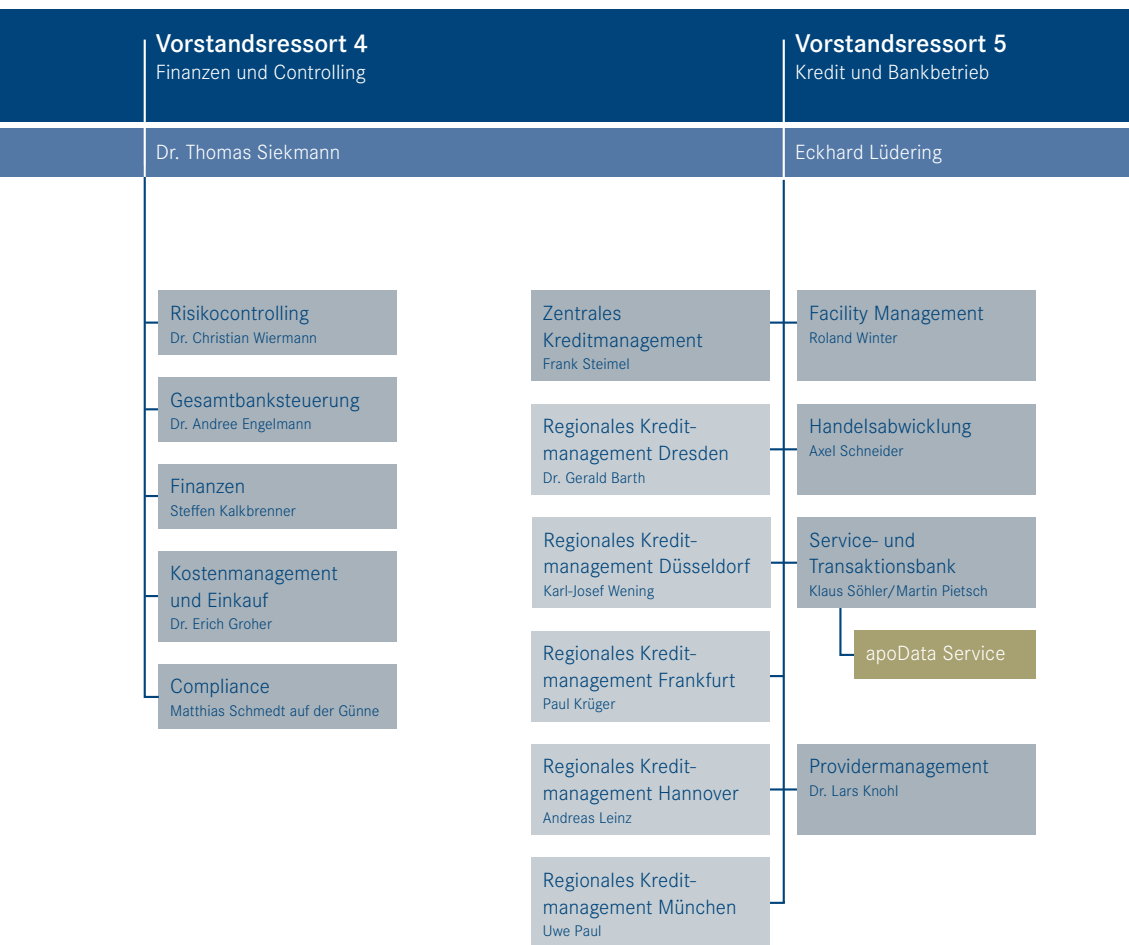 Vorstandsressort 4
Finanzen und Controlling
Dr. Thomas Siekmann
Risikocontrolling
Dr. Christian Wiermann
Gesamtbanksteuerung
Dr. Andree Engelmann
Finanzen
Steffen Kalkbrenner
Kostenmanagement
und Einkauf
Dr. Erich Groher
Compliance
Matthias Schmedt auf der Günne
Vorstandsressort 5
Kredit und Bankbetrieb
Eckhard Lüdering
Zentrales
Kreditmanagement
Frank Steimel
Regionales Kredit-
management Dresden
Dr. Gerald Barth
Regionales Kredit-
management Düsseldorf
Karl-Josef Wening
Regionales Kredit-
management Frankfurt
Paul Krüger
Regionales Kredit-
management Hannover
Andreas Leinz
Regionales Kredit-
management München
Uwe Paul
Facility Management
Roland Winter
Handelsabwicklung
Axel Schneider
Service- und
Transaktionsbank
Klaus Söhler/Martin Pietsch
apoData Service
Providermanagement
Dr. Lars Knohl